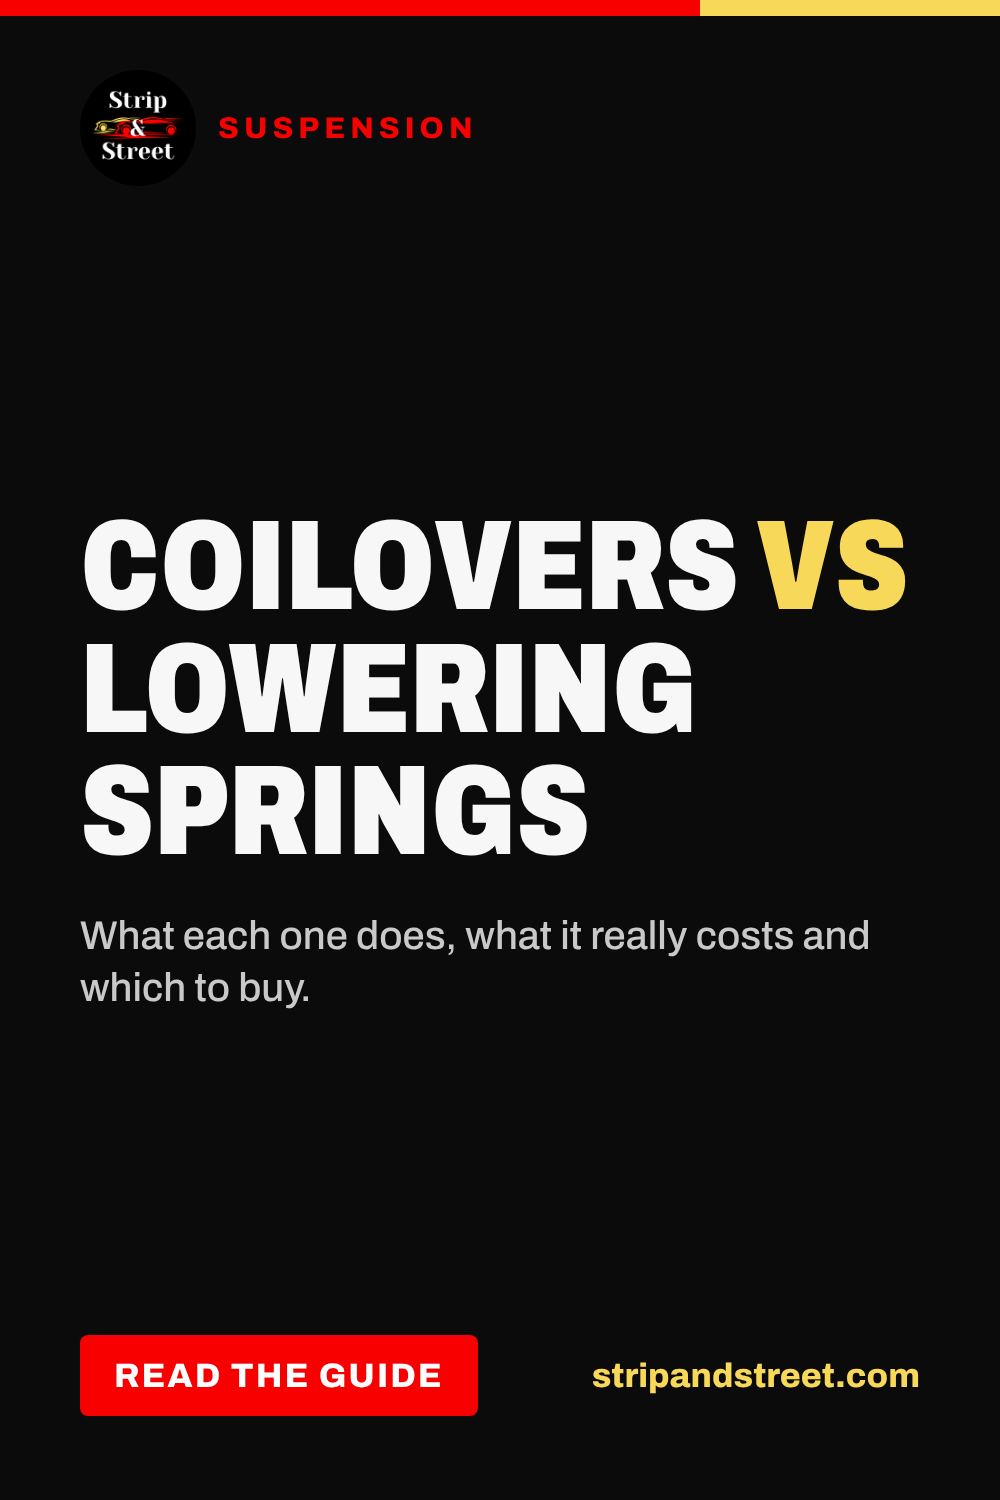 Strip
&
Street
SUSPENSION
COILOVERS VS
LOWERING
SPRINGS
What each one does, what it really costs and
which to buy.
READ THE GUIDE
stripandstreet.com